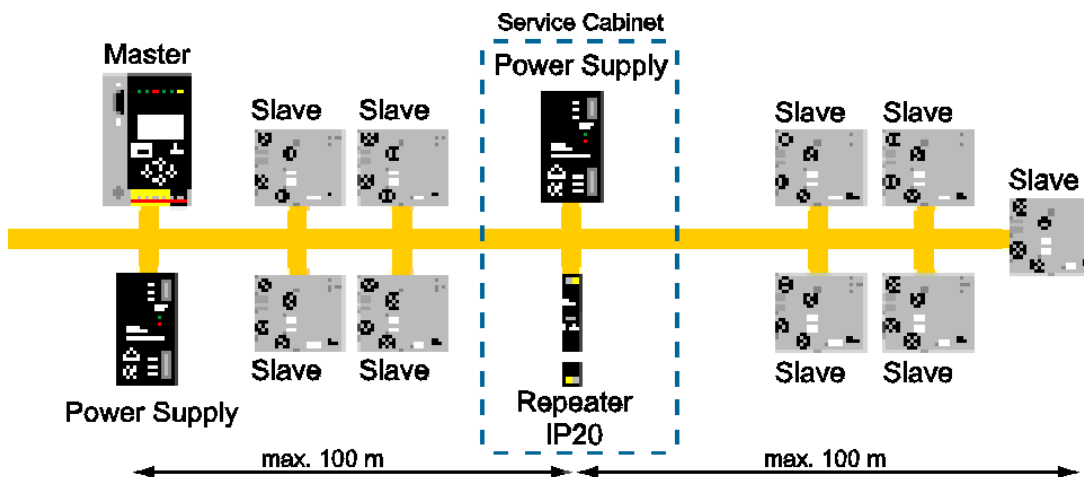 Service Cabinet
Master
Power Supply
Slave
Slave
Slave
Slave
Slave
Slave
Slave
Slave
Slave
Power Supply
Repeater
IP20
max. 100 m
max. 100 m